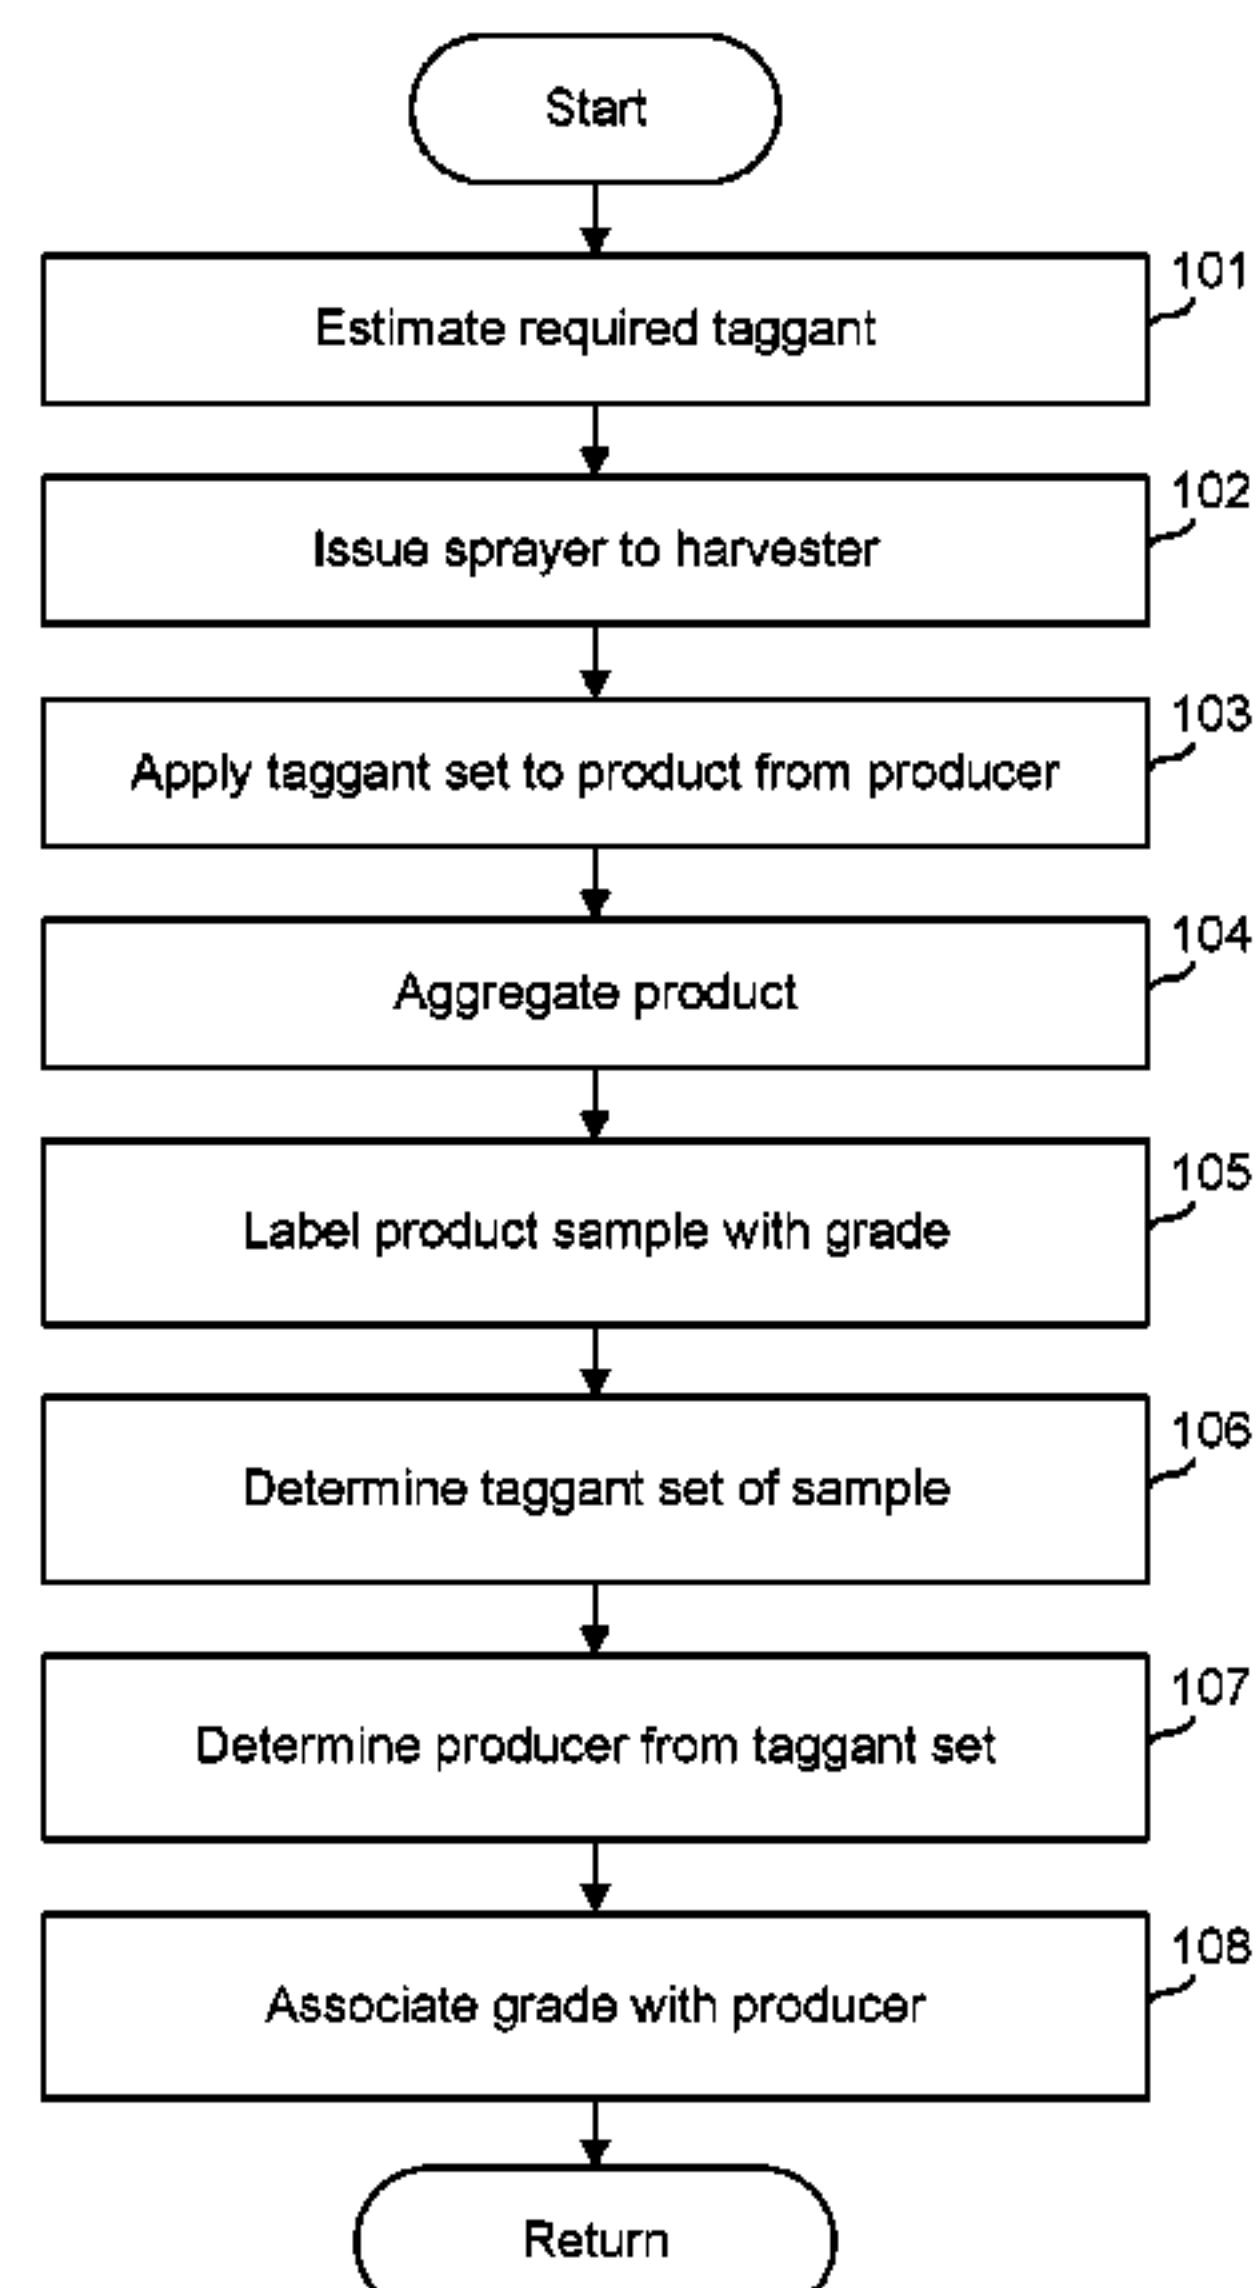 Start
101
Estimate required taggant
102
Issue sprayer to harvester
103
Apply taggant set to product from producer
104
Aggregate product
105
Label product sample with grade
106
Determine taggant set of sample
107
Determine producer from taggant set
108
Associate grade with producer
Return